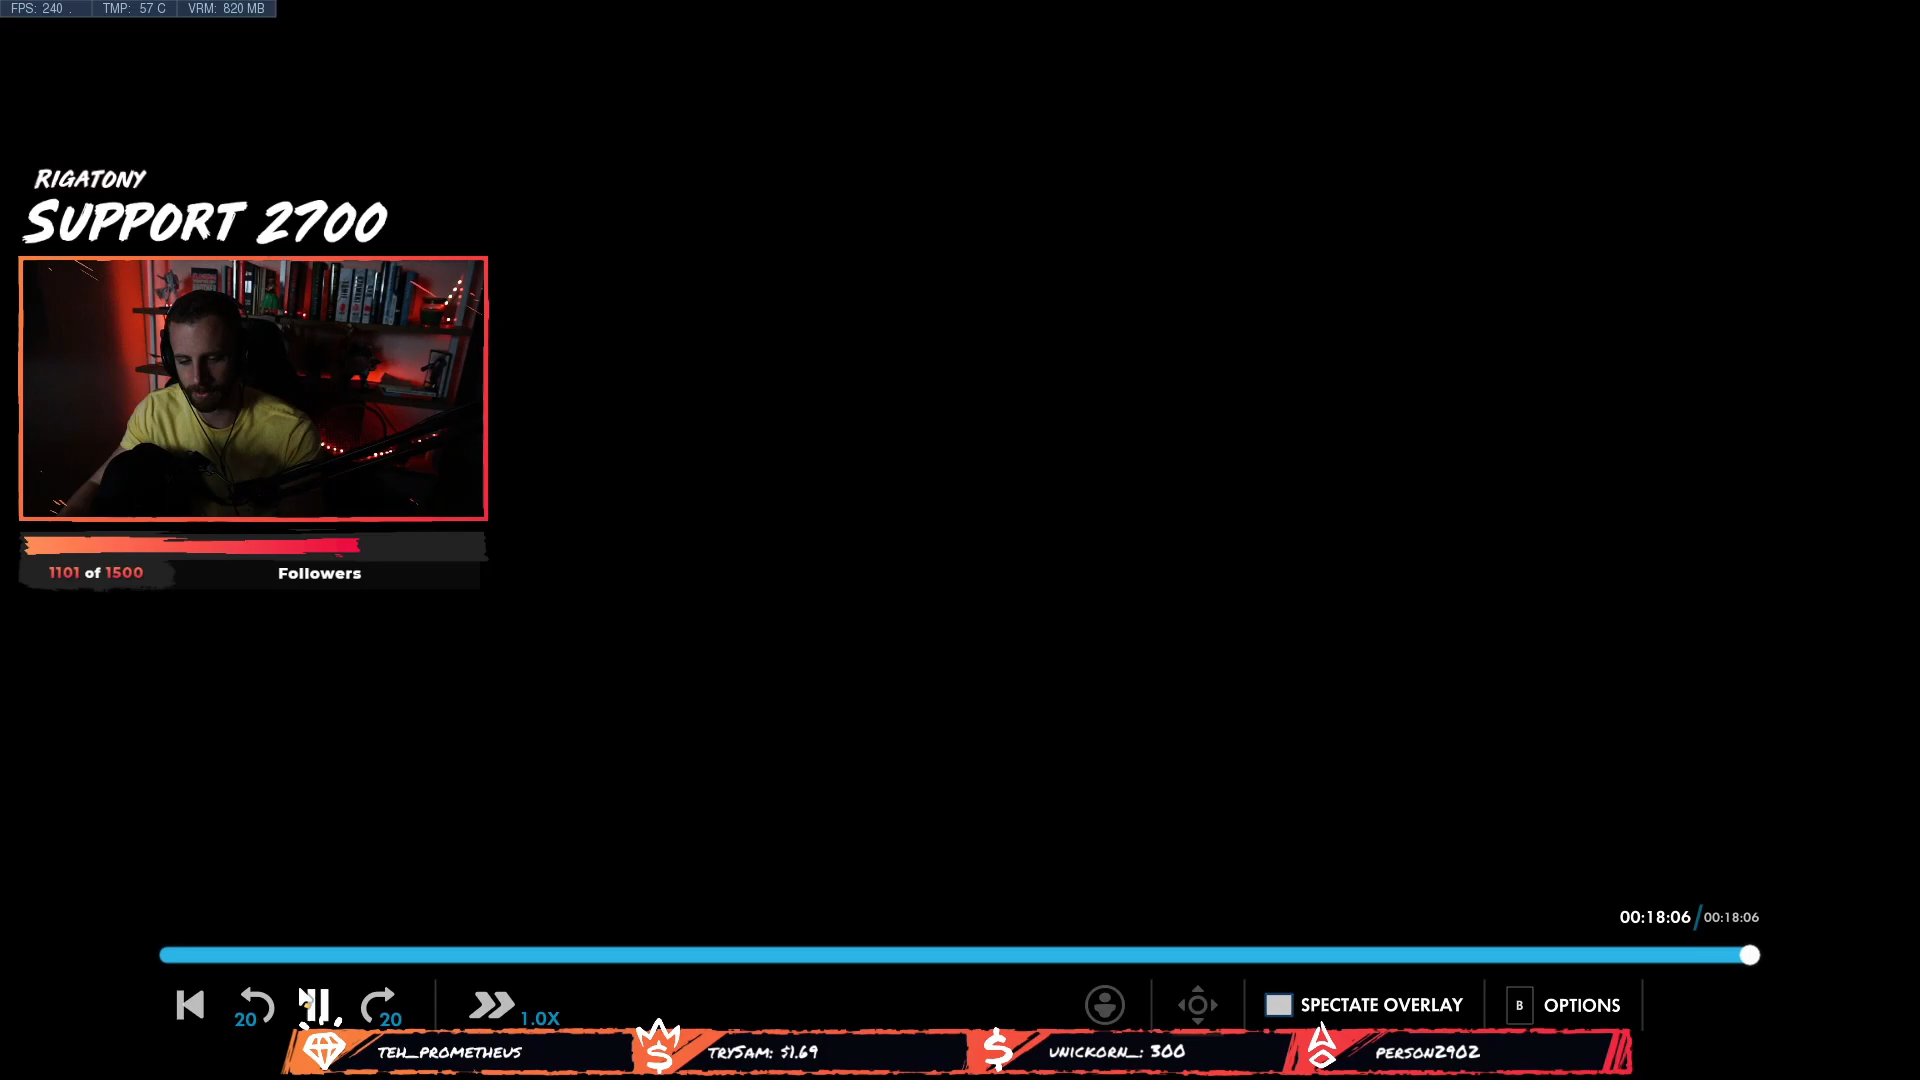 FPS: 240 . TMP: 57 C VRM: 820 MB
RIGATONY
SUPPORT 2700
1101 of 1500 Followers
00:18:06 / 00:18:06
20 20 1.0X SPECTATE OVERLAY B OPTIONS
TEH_PROMETHEUS TRYSAM: $1.69 UNICKORN_: 300 PERSON2902